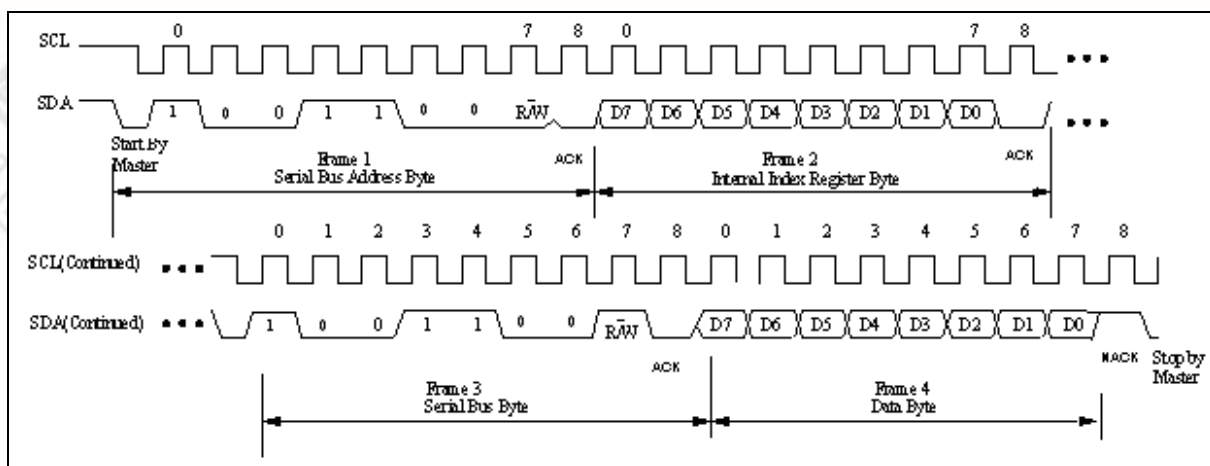 0 7 8 0 7 8
SCL
SDA 1 0 0 1 1 0 0 R/W D7 D6 D5 D4 D3 D2 D1 D0
Start By
Master
Frame 1 ACK Frame 2 ACK
Serial Bus Address Byte Internal Index Register Byte
0 1 2 3 4 5 6 7 8 0 1 2 3 4 5 6 7 8
SCL(Continued)
SDA(Continued) 1 0 0 1 1 0 0 R/W D7 D6 D5 D4 D3 D2 D1 D0
ACK NACK Stop by
Master
Frame 3 Frame 4
Serial Bus Byte Data Byte